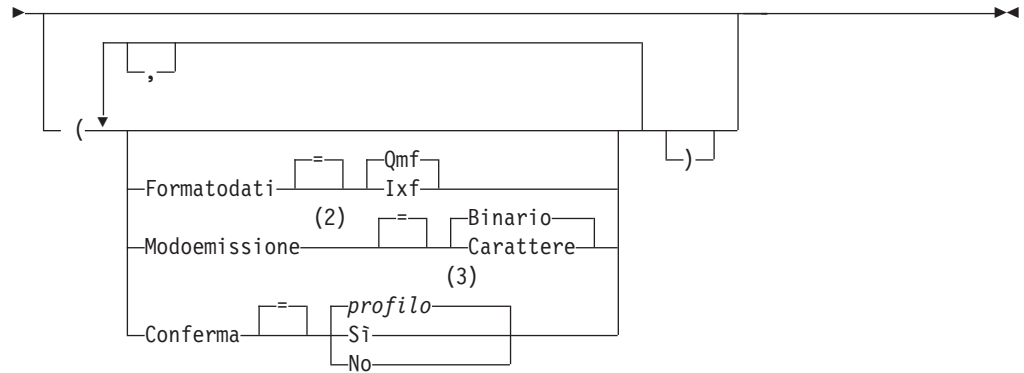 ,
(
)
= Qmf
Formatodati Ixf
(2) = Binario
Modoemissione Carattere
(3)
= profilo
Conferma Sì
No